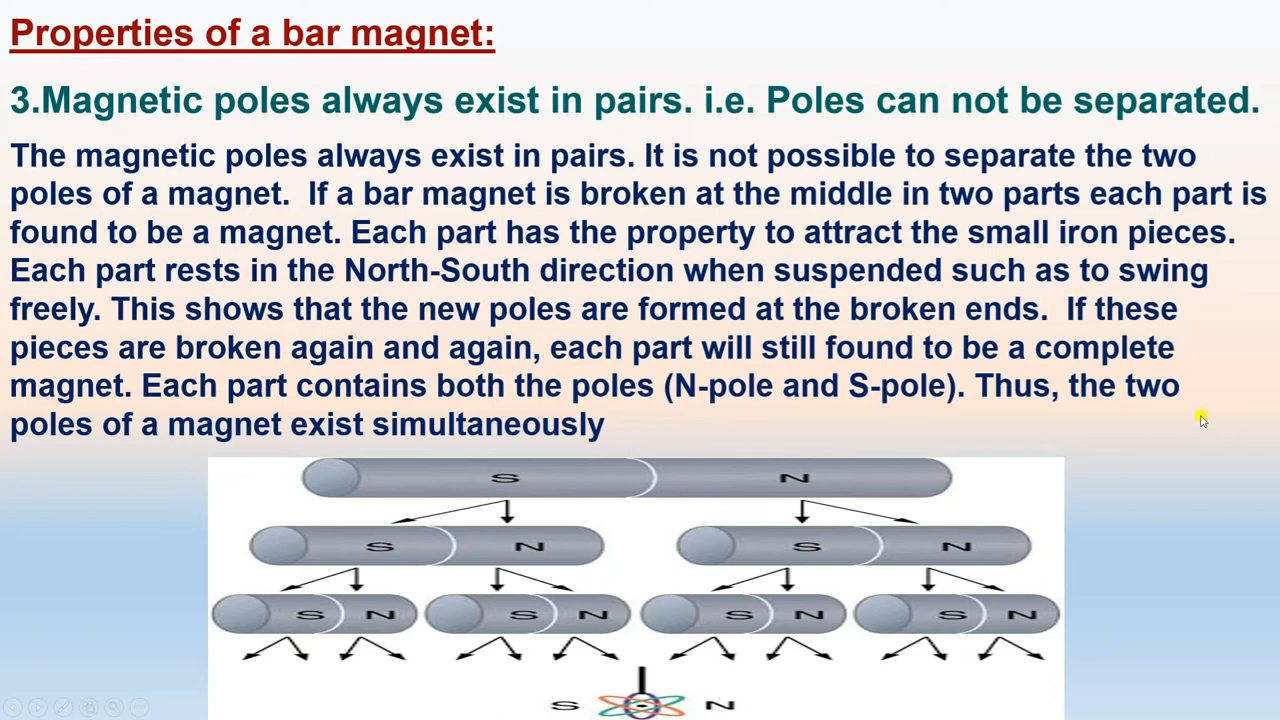 Properties of a bar magnet:
3.Magnetic poles always exist in pairs. i.e. Poles can not be separated.
The magnetic poles always exist in pairs. It is not possible to separate the two
poles of a magnet.  If a bar magnet is broken at the middle in two parts each part is
found to be a magnet. Each part has the property to attract the small iron pieces.
Each part rests in the North-South direction when suspended such as to swing
freely. This shows that the new poles are formed at the broken ends.  If these
pieces are broken again and again, each part will still found to be a complete
magnet. Each part contains both the poles (N-pole and S-pole). Thus, the two
poles of a magnet exist simultaneously
S N
S N S N
S N S N S N S N
S N